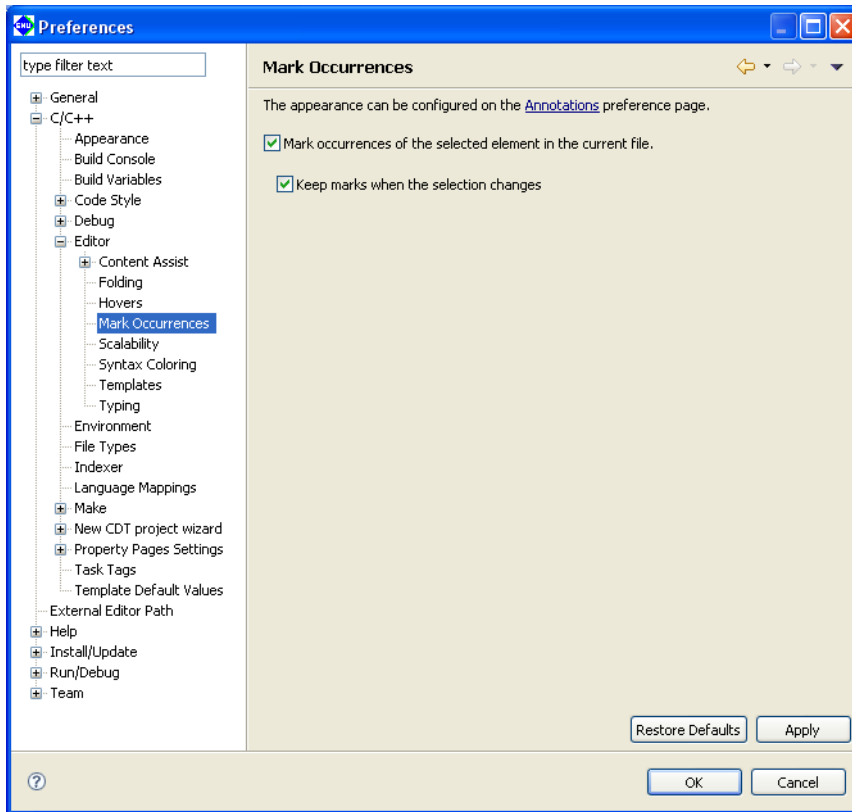 Preferences
type filter text
General
C/C++
Appearance
Build Console
Build Variables
Code Style
Debug
Editor
Content Assist
Folding
Hovers
Mark Occurrences
Scalability
Syntax Coloring
Templates
Typing
Environment
File Types
Indexer
Language Mappings
Make
New CDT project wizard
Property Pages Settings
Task Tags
Template Default Values
External Editor Path
Help
Install/Update
Run/Debug
Team
Mark Occurrences
The appearance can be configured on the Annotations preference page.
Mark occurrences of the selected element in the current file.
Keep marks when the selection changes
Restore Defaults Apply
? OK Cancel